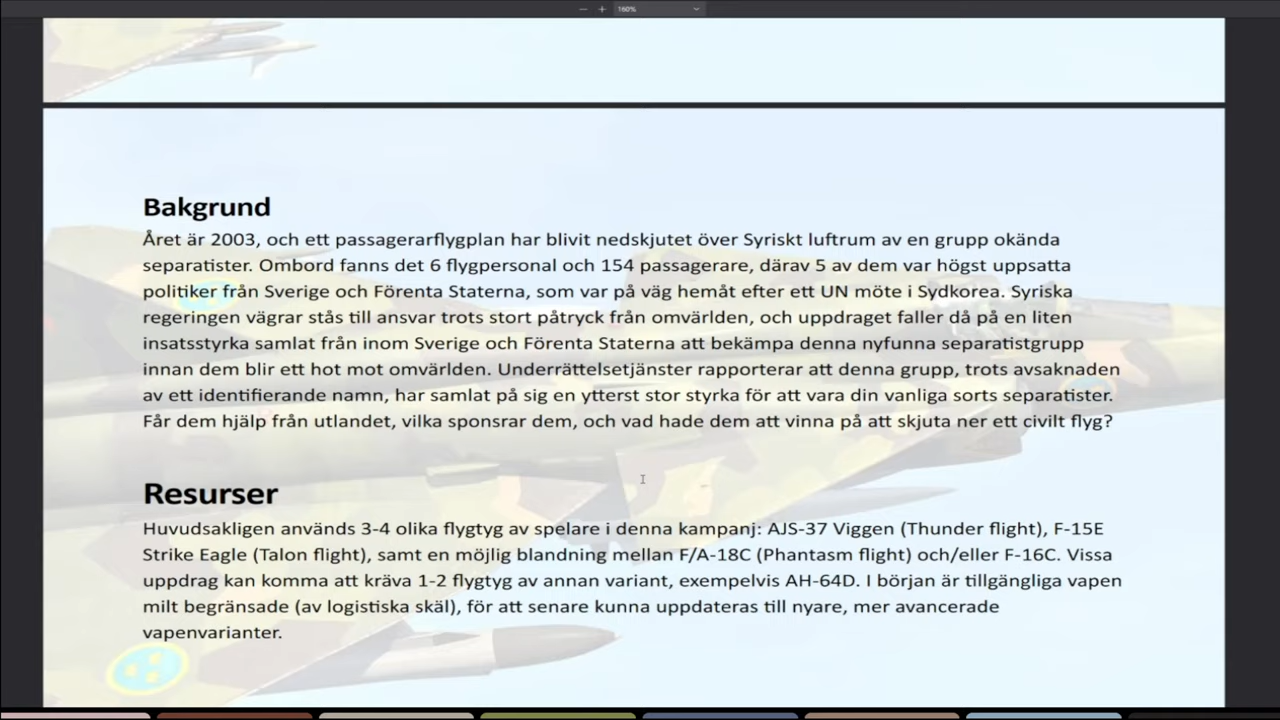 160%
Bakgrund
Året är 2003, och ett passagerarflygplan har blivit nedskjutet över Syriskt luftrum av en grupp okända
separatister. Ombord fanns det 6 flygpersonal och 154 passagerare, därav 5 av dem var högst uppsatta
politiker från Sverige och Förenta Staterna, som var på väg hemåt efter ett UN möte i Sydkorea. Syriska
regeringen vägrar stås till ansvar trots stort påtryck från omvärlden, och uppdraget faller då på en liten
insatsstyrka samlat från inom Sverige och Förenta Staterna att bekämpa denna nyfunna separatistgrupp
innan dem blir ett hot mot omvärlden. Underrättelsetjänster rapporterar att denna grupp, trots avsaknaden
av ett identifierande namn, har samlat på sig en ytterst stor styrka för att vara din vanliga sorts separatister.
Får dem hjälp från utlandet, vilka sponsrar dem, och vad hade dem att vinna på att skjuta ner ett civilt flyg?
Resurser
Huvudsakligen används 3-4 olika flygtyg av spelare i denna kampanj: AJS-37 Viggen (Thunder flight), F-15E
Strike Eagle (Talon flight), samt en möjlig blandning mellan F/A-18C (Phantasm flight) och/eller F-16C. Vissa
uppdrag kan komma att kräva 1-2 flygtyg av annan variant, exempelvis AH-64D. I början är tillgängliga vapen
milt begränsade (av logistiska skäl), för att senare kunna uppdateras till nyare, mer avancerade
vapenvarianter.